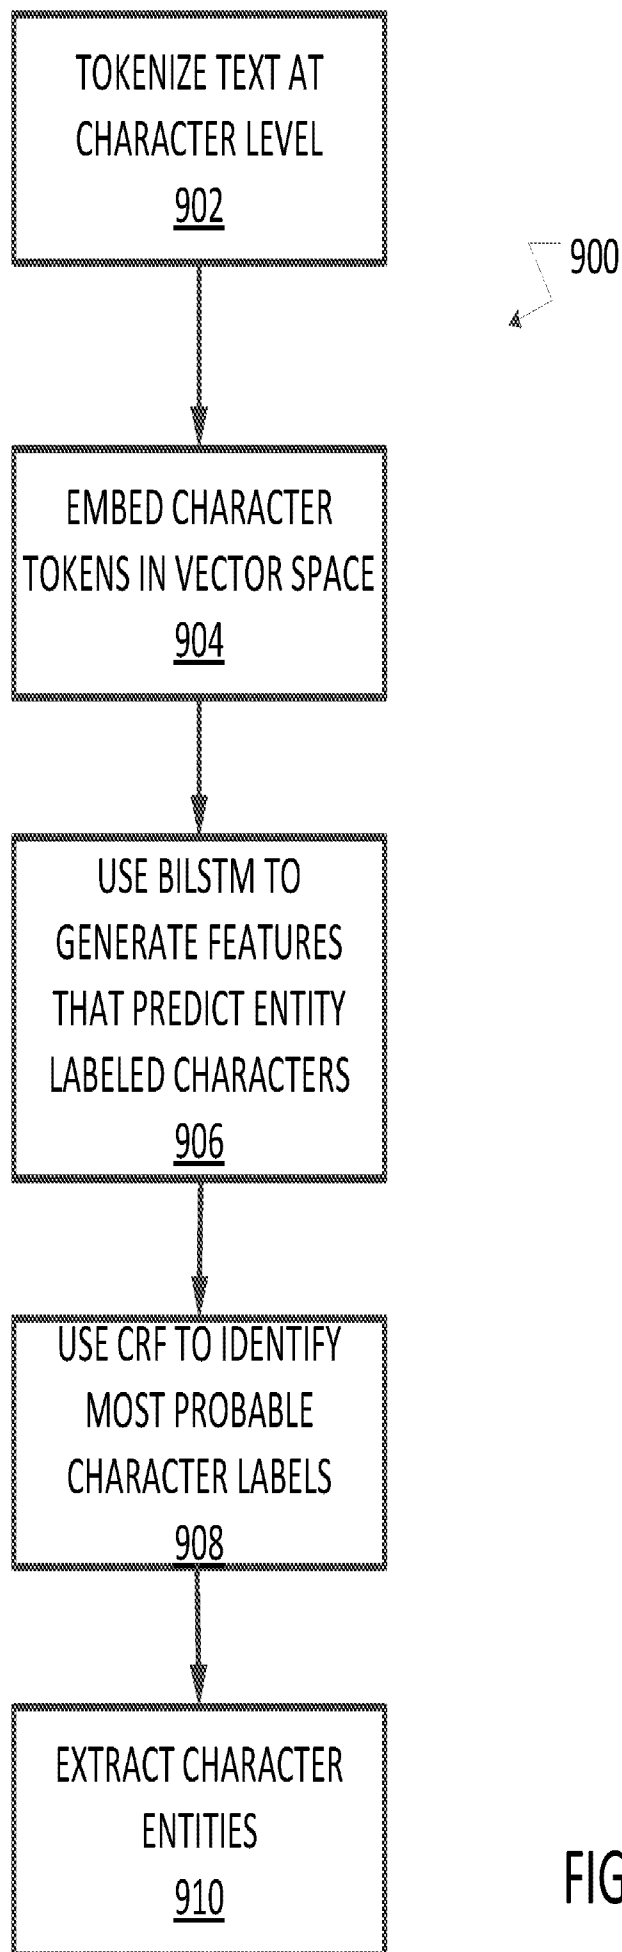 TOKENIZE TEXT AT
CHARACTER LEVEL
902
900
EMBED CHARACTER
TOKENS IN VECTOR SPACE
904
USE BILSTM TO
GENERATE FEATURES
THAT PREDICT ENTITY
LABELED CHARACTERS
906
USE CRF TO IDENTIFY
MOST PROBABLE
CHARACTER LABELS
908
EXTRACT CHARACTER
ENTITIES
910
FIG